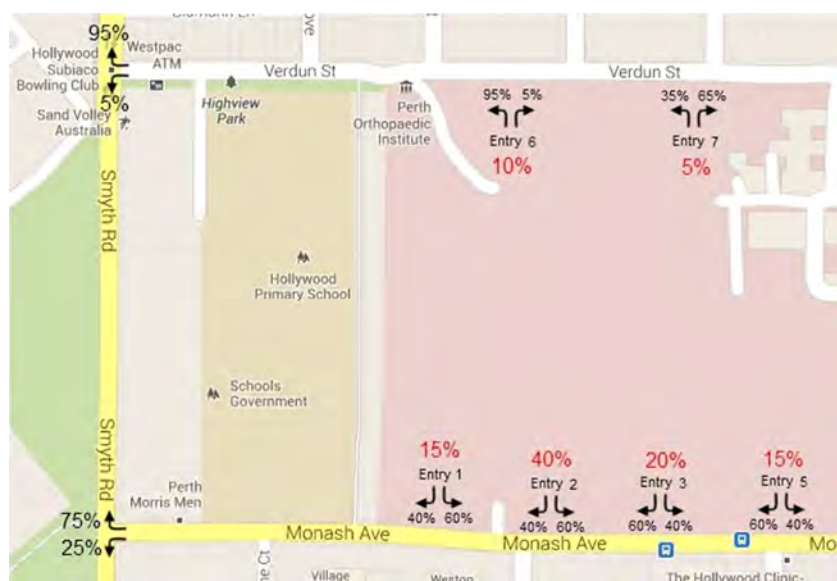 95%
Hollywood
Subiaco
Bowling Club
Westpac
ATM
5%
Sand Volley
Australia
Verdun St
Verdun St
Highview
Park
Perth
Orthopaedic
Institute
95% 5%
Entry 6
10%
35% 65%
Entry 7
5%
Smyth Rd
Hollywood
Primary School
Schools
Government
Smyth Rd
Perth
Morris Men
75%
25%
15%
Entry 1
40% 60%
40%
Entry 2
40% 60%
20%
Entry 3
60% 40%
15%
Entry 5
60% 40%
Monash Ave
Monash Ave
Mo
Village
Weston
The Hollywood Clinic-